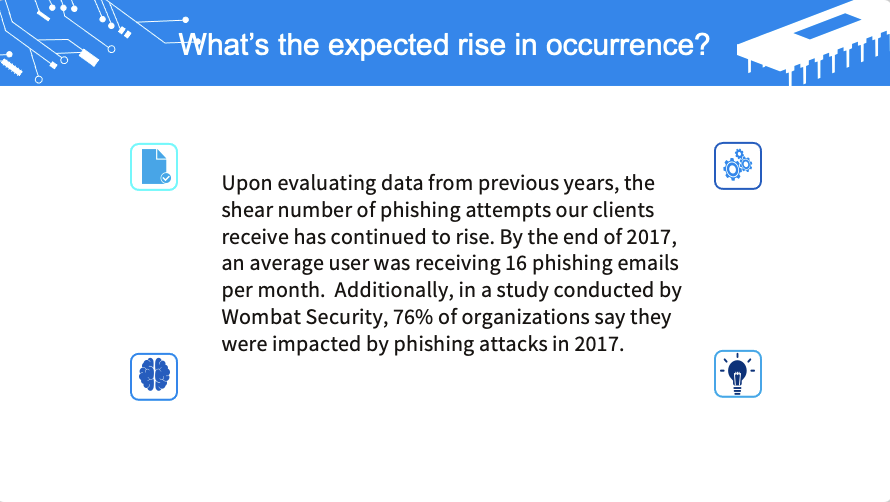 What’s the expected rise in occurrence?
Upon evaluating data from previous years, the
shear number of phishing attempts our clients
receive has continued to rise. By the end of 2017,
an average user was receiving 16 phishing emails
per month.  Additionally, in a study conducted by
Wombat Security, 76% of organizations say they
were impacted by phishing attacks in 2017.